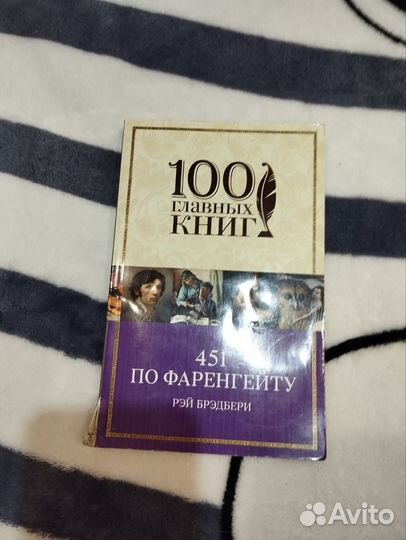 100
главных
книг
451
ПО ФАРЕНГЕЙТУ
РЭЙ БРЭДБЕРИ
Avito